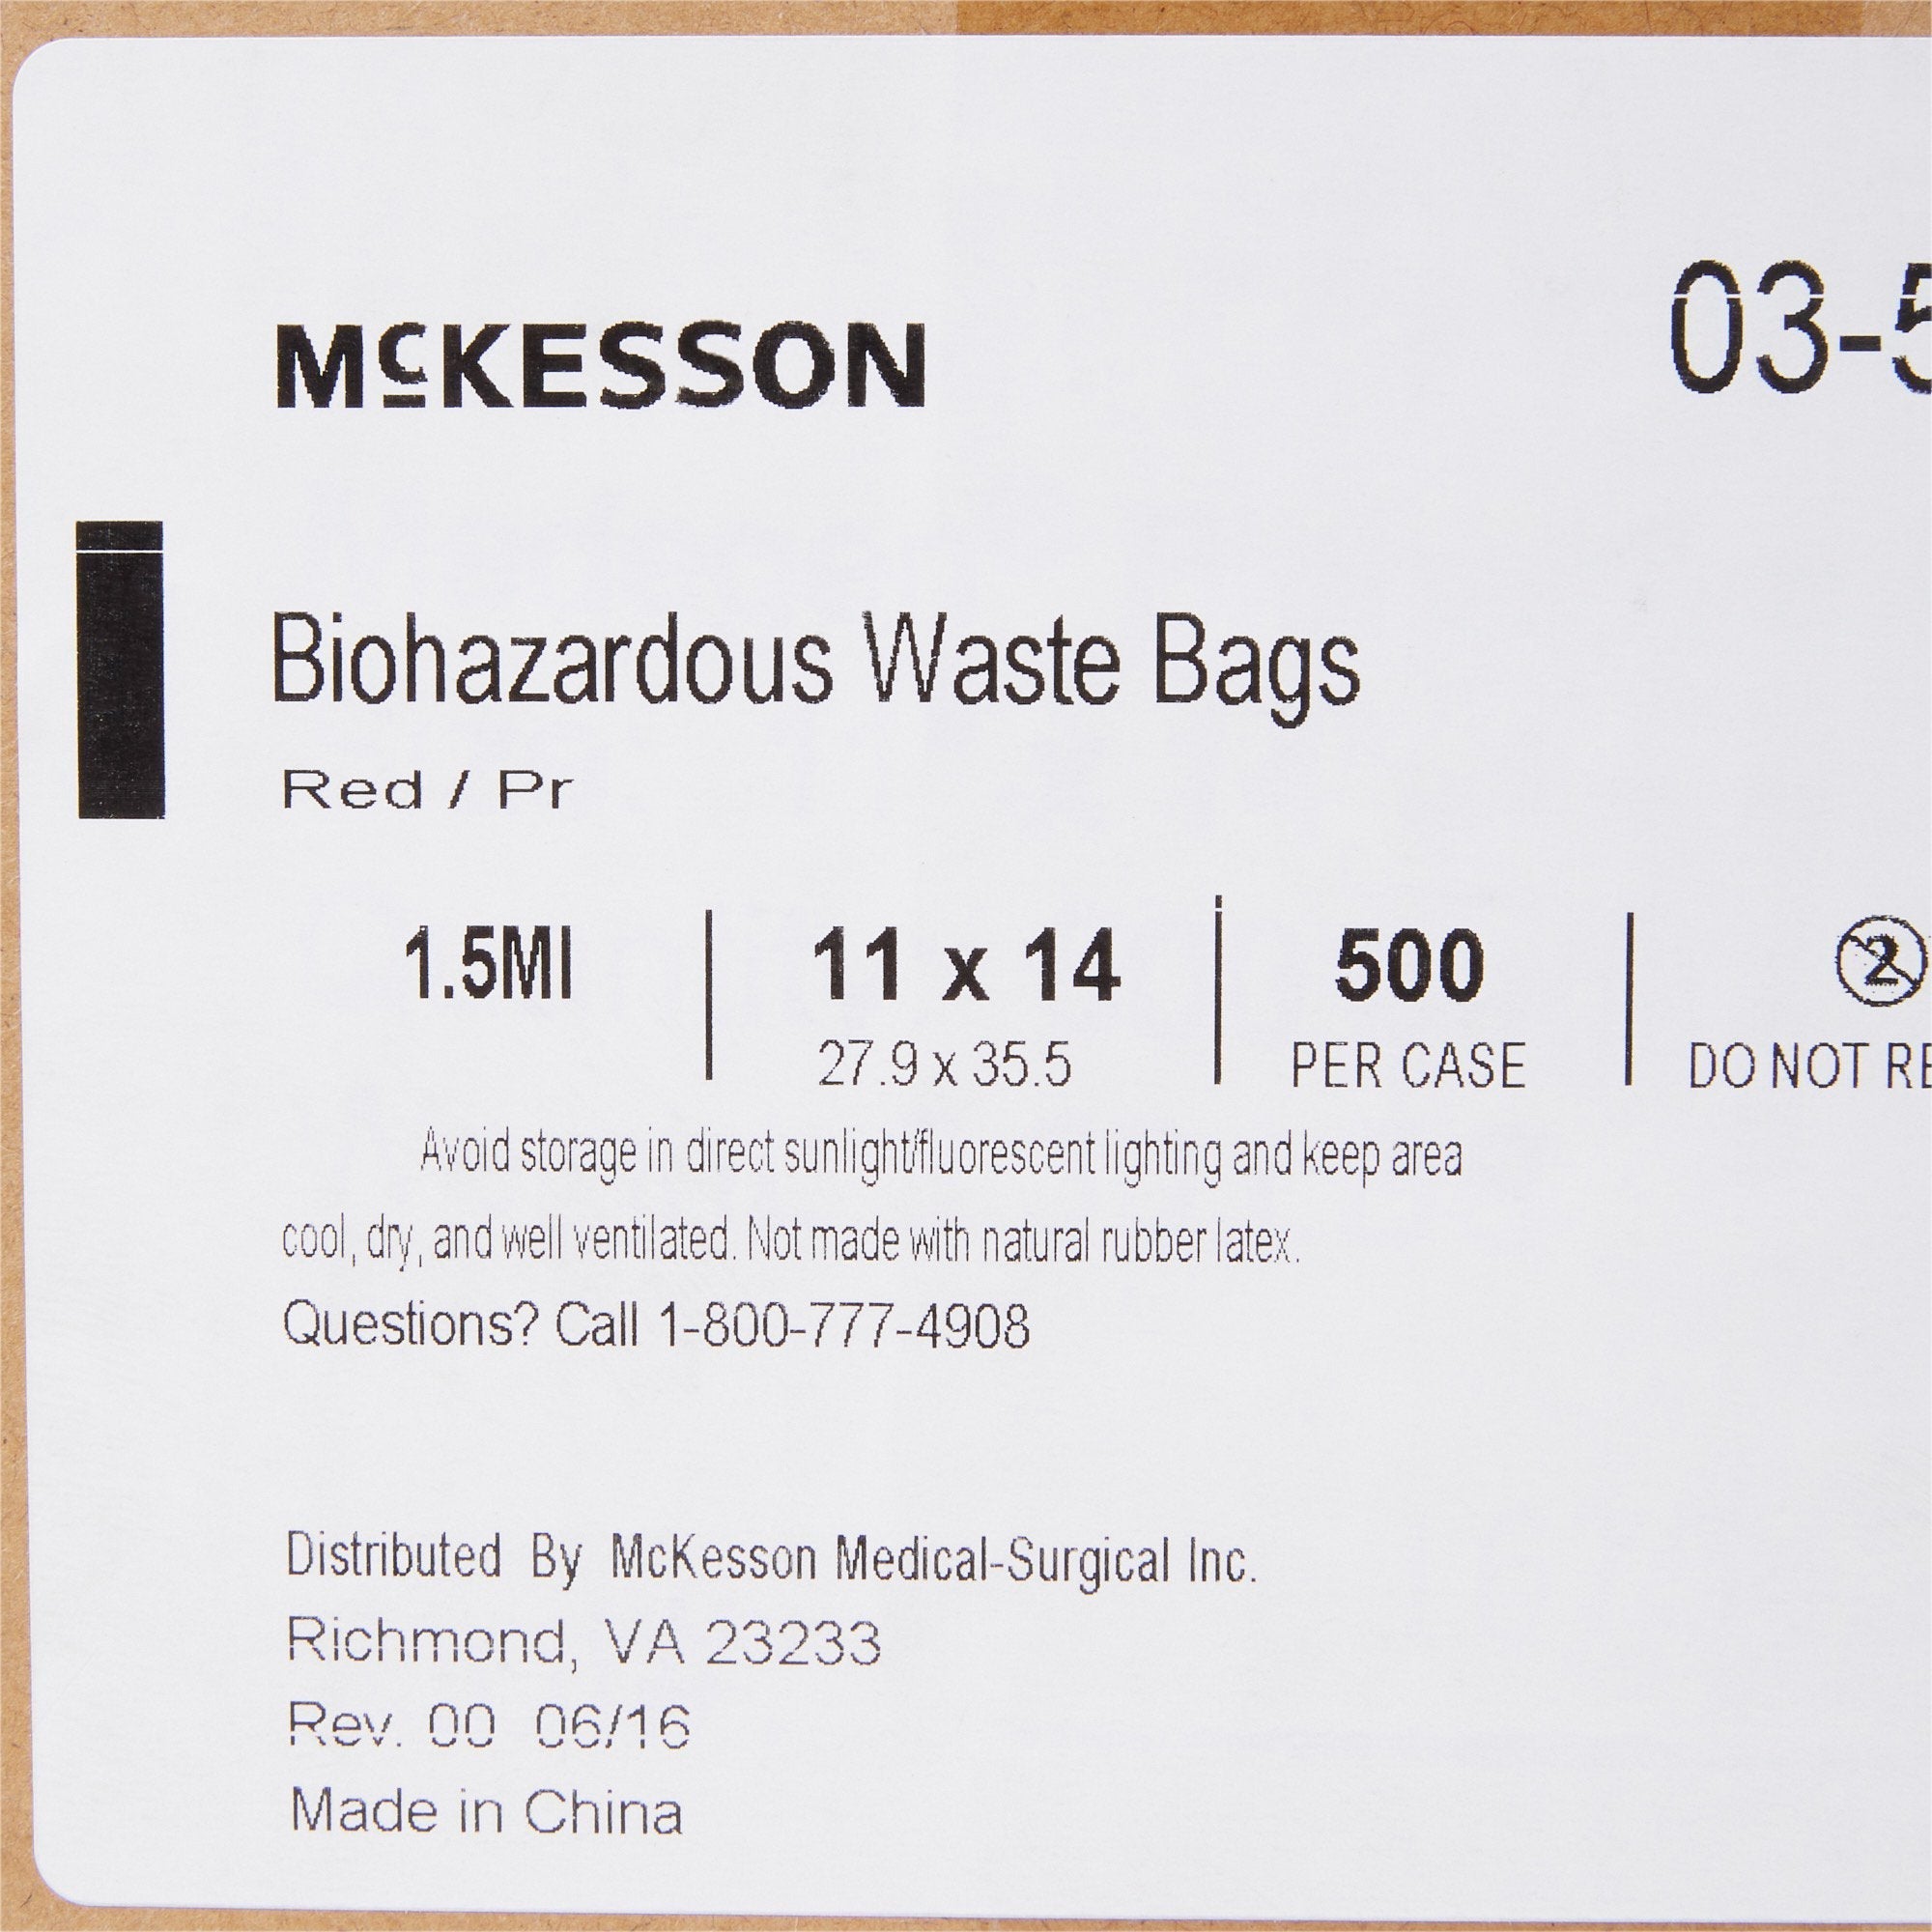 McKESSON
03-5
Biohazardous Waste Bags
Red / Pr
1.5MI
11 x 14
27.9 x 35.5
500
PER CASE
2
DO NOT RE
Avoid storage in direct sunlight/fluorescent lighting and keep area
cool, dry, and well ventilated. Not made with natural rubber latex.
Questions? Call 1-800-777-4908
Distributed By McKesson Medical-Surgical Inc.
Richmond, VA 23233
Rev. 00 06/16
Made in China